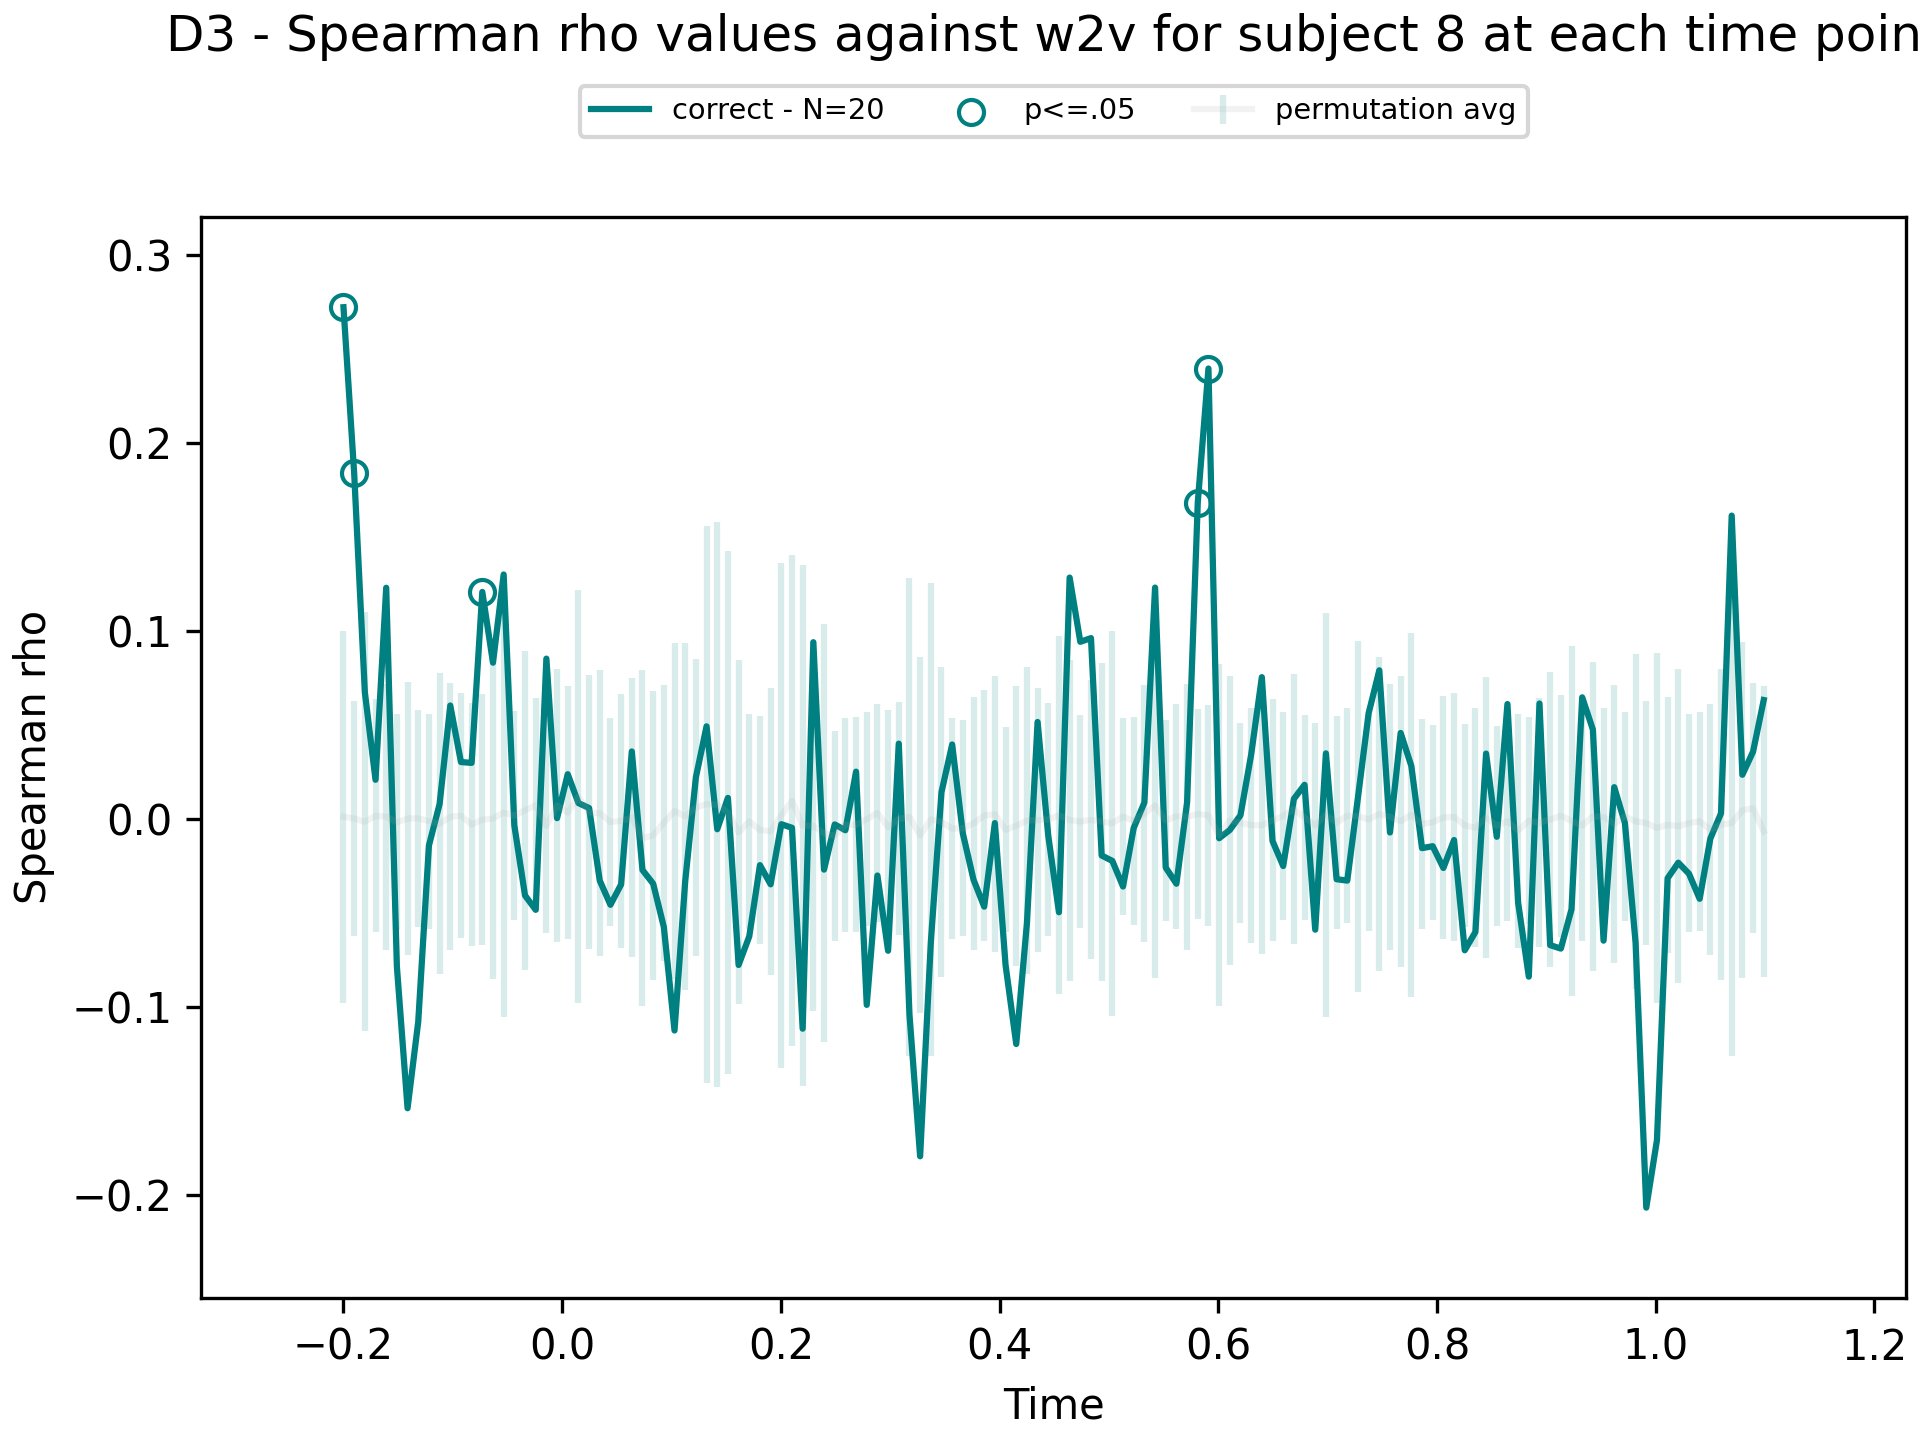 D3 - Spearman rho values against w2v for subject 8 at each time poin
correct - N=20
p<=.05
permutation avg
0.3
0.2
0.1
0.0
−0.1
−0.2
Spearman rho
−0.2
0.0
0.2
0.4
0.6
0.8
1.0
1.2
Time